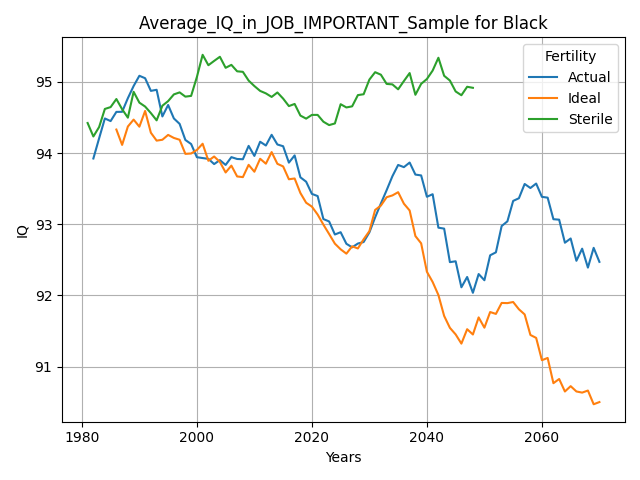 Average_IQ_in_JOB_IMPORTANT_Sample for Black
Fertility
Actual
Ideal
Sterile
95
94
93
92
91
IQ
1980
2000
2020
2040
2060
Years